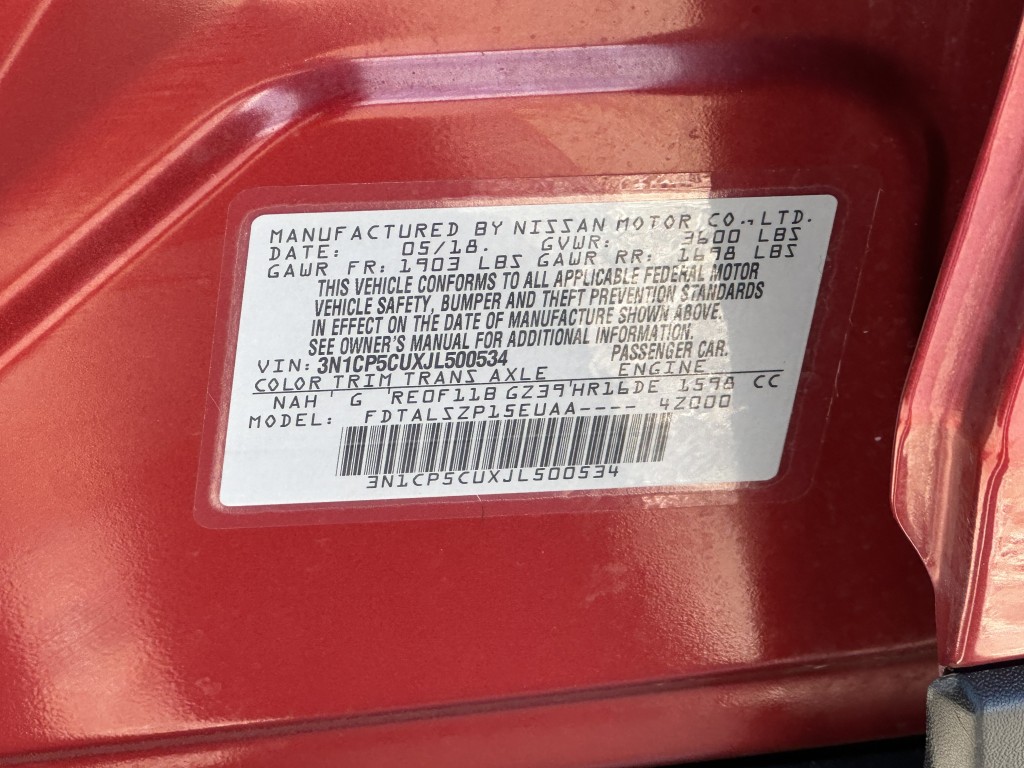 MANUFACTURED BY NISSAN MOTOR CO., LTD.
DATE: 05/18. GVWR: 3600 LBS
GAWR FR: 1903 LBS GAWR RR: 1698 LBS
THIS VEHICLE CONFORMS TO ALL APPLICABLE FEDERAL MOTOR
VEHICLE SAFETY, BUMPER AND THEFT PREVENTION STANDARDS
IN EFFECT ON THE DATE OF MANUFACTURE SHOWN ABOVE.
SEE OWNER'S MANUAL FOR ADDITIONAL INFORMATION.
VIN: 3N1CP5CUXJL500534 PASSENGER CAR.
COLOR TRIM TRANS AXLE ENGINE
NAH ' G 'RE0F11B GZ39'HR16DE 1598 CC
MODEL: FDTALSZP15EUAA---- 42000
3N1CP5CUXJL500534